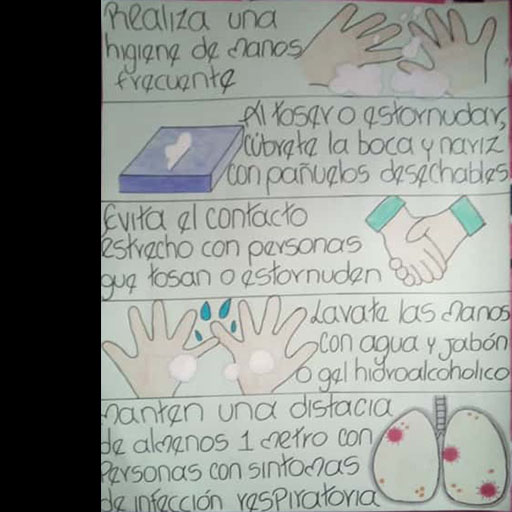 Realiza una
higiene de manos
frecuente
Al toser o estornudar,
cúbrete la boca y nariz
con pañuelos desechables
Evita el contacto
estrecho con personas
que tosan o estornuden
Lavate las manos
con agua y jabón
o gel hidroalcoholico
Manten una distacia
de almenos 1 metro con
Personas con sintomas
de infección respiratoria